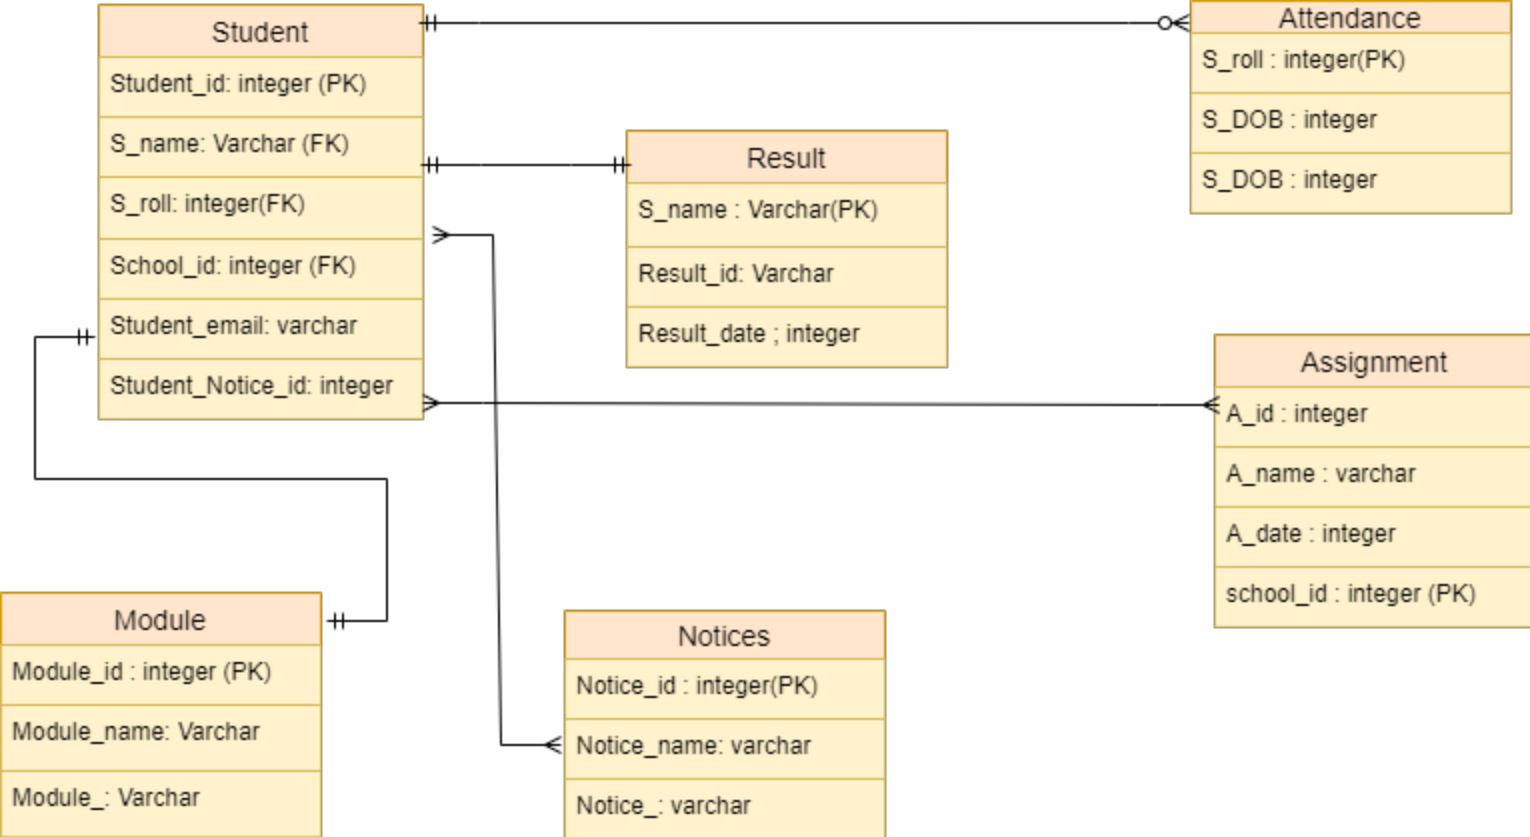 Student
Student_id: integer (PK)
S_name: Varchar (FK)
S_roll: integer(FK)
School_id: integer (FK)
Student_email: varchar
Student_Notice_id: integer
Attendance
S_roll : integer(PK)
S_DOB : integer
S_DOB : integer
Result
S_name : Varchar(PK)
Result_id: Varchar
Result_date ; integer
Assignment
A_id : integer
A_name : varchar
A_date : integer
school_id : integer (PK)
Module
Module_id : integer (PK)
Module_name: Varchar
Module_: Varchar
Notices
Notice_id : integer(PK)
Notice_name: varchar
Notice_: varchar